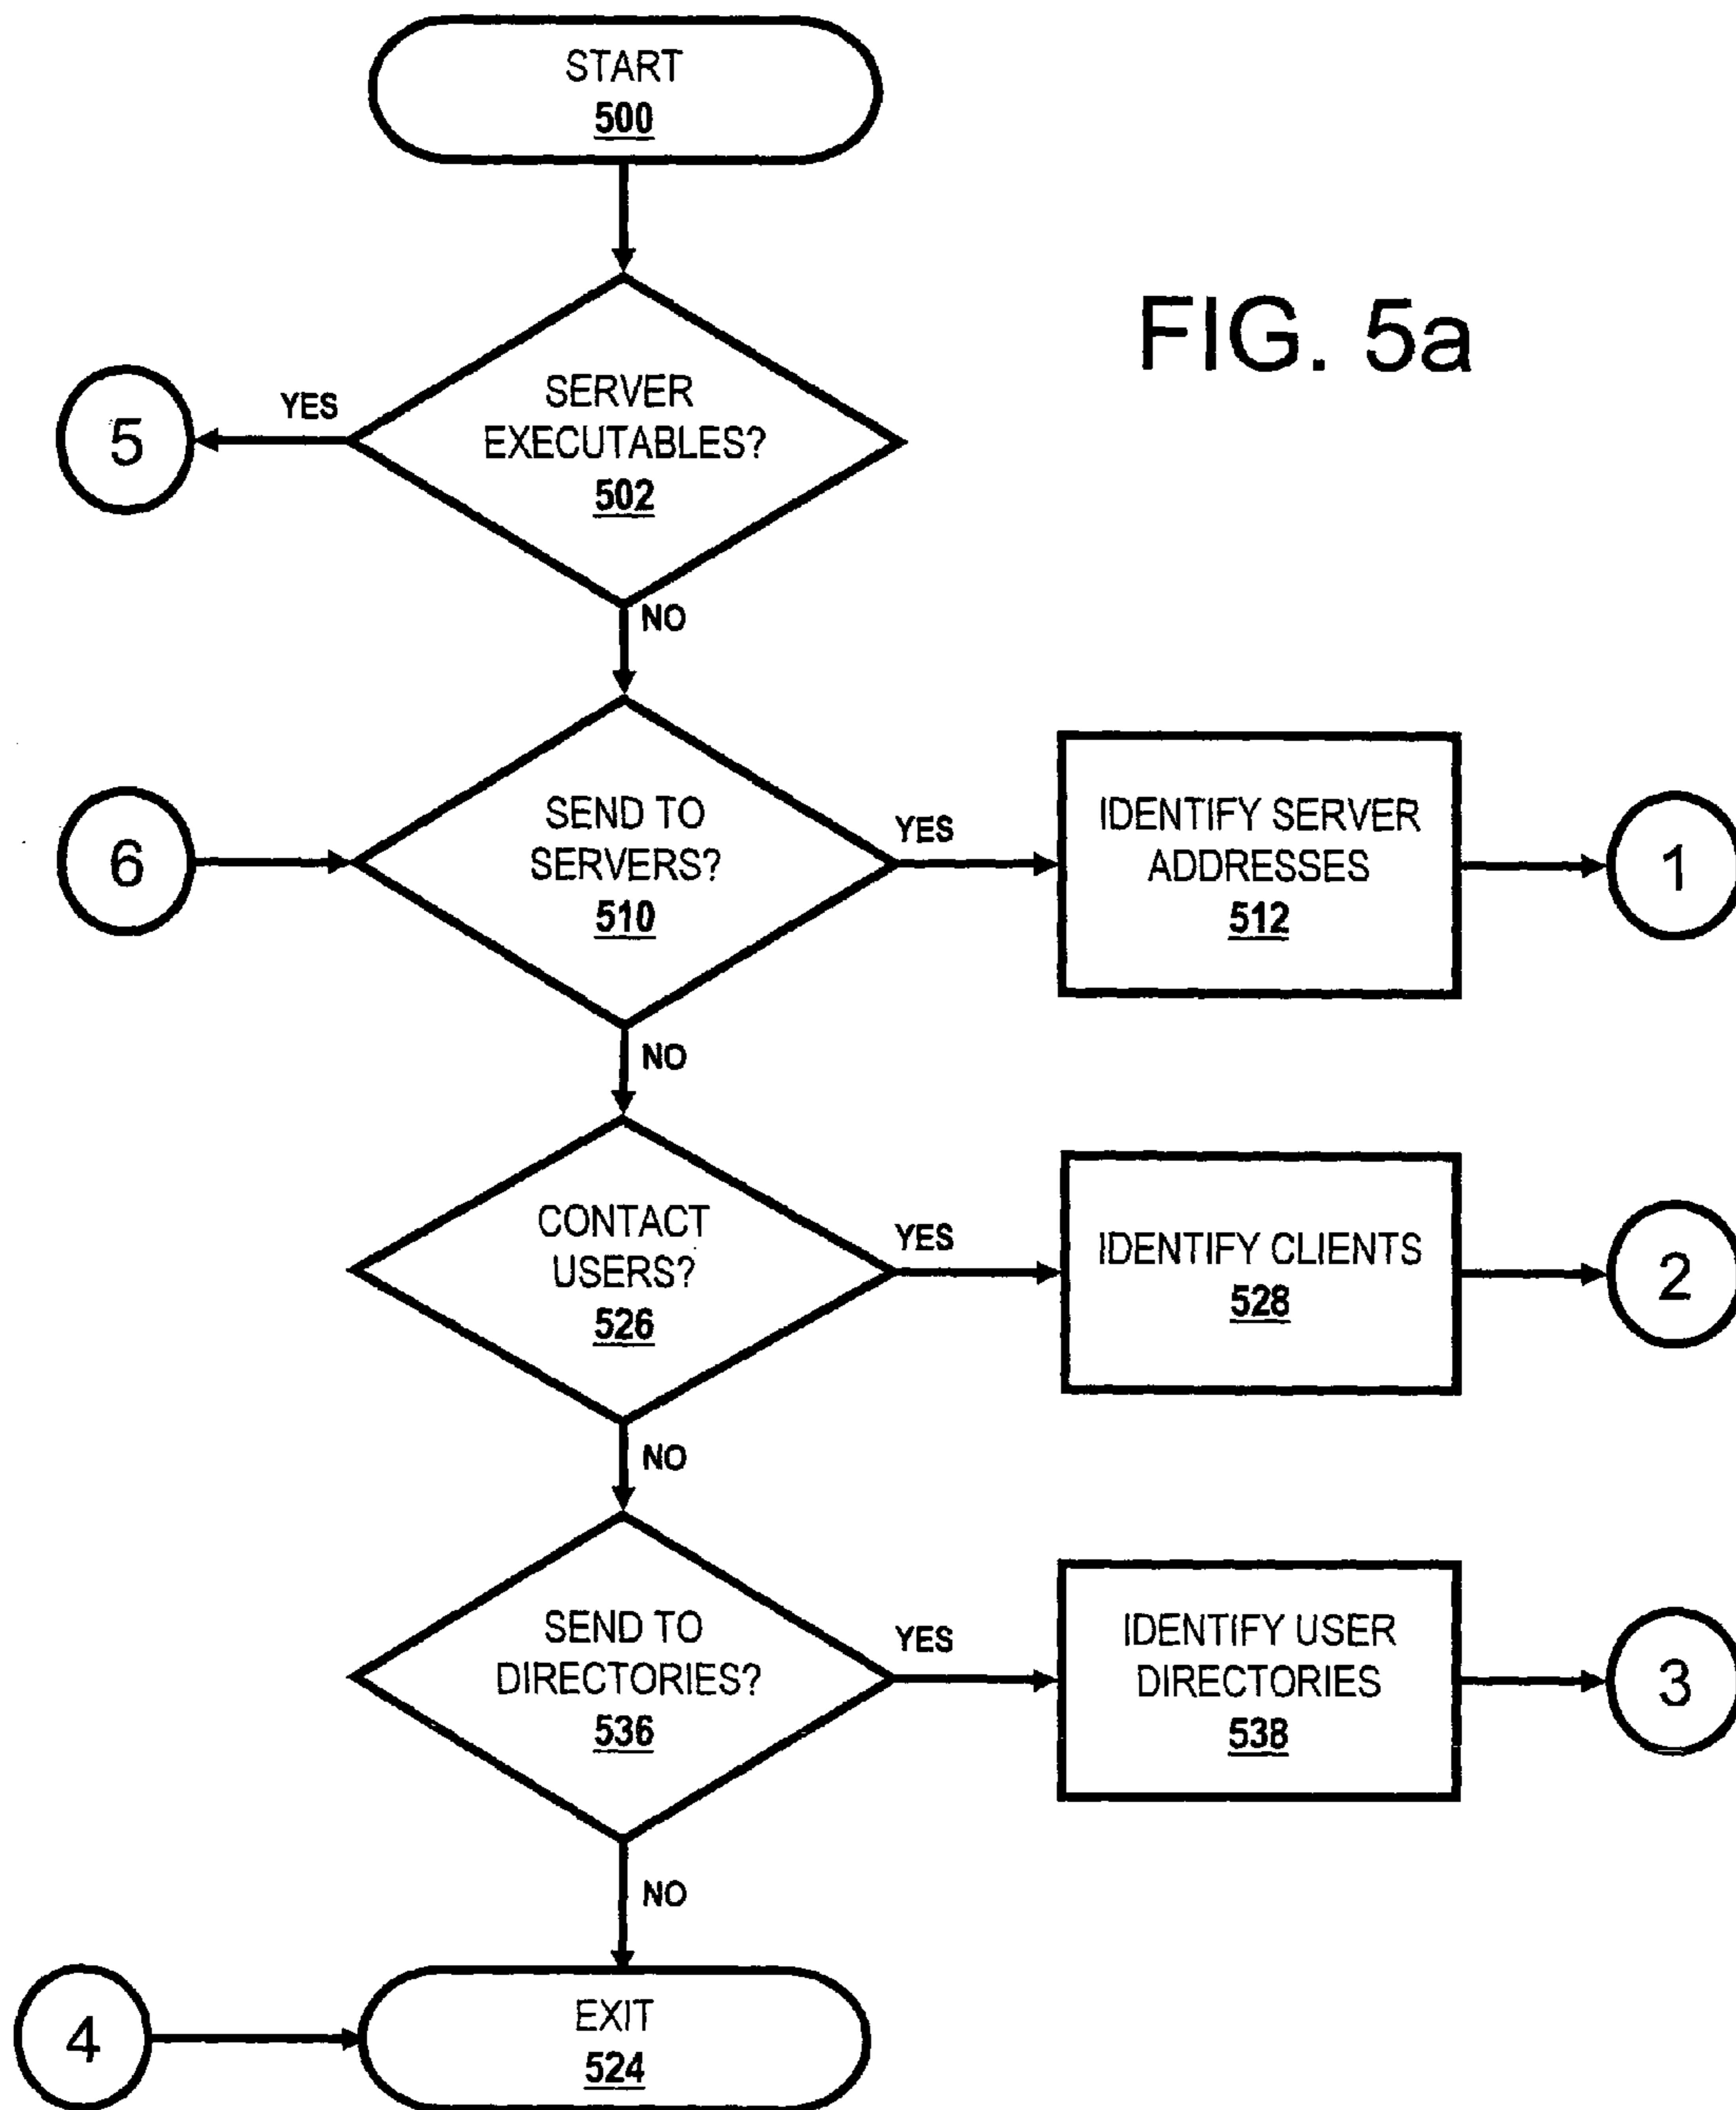 START
500
FIG. 5a
SERVER
EXECUTABLES?
502
YES
5
NO
6
SEND TO
SERVERS?
510
YES
IDENTIFY SERVER
ADDRESSES
512
1
NO
CONTACT
USERS?
526
YES
IDENTIFY CLIENTS
528
2
NO
SEND TO
DIRECTORIES?
536
YES
IDENTIFY USER
DIRECTORIES
538
3
NO
4
EXIT
524